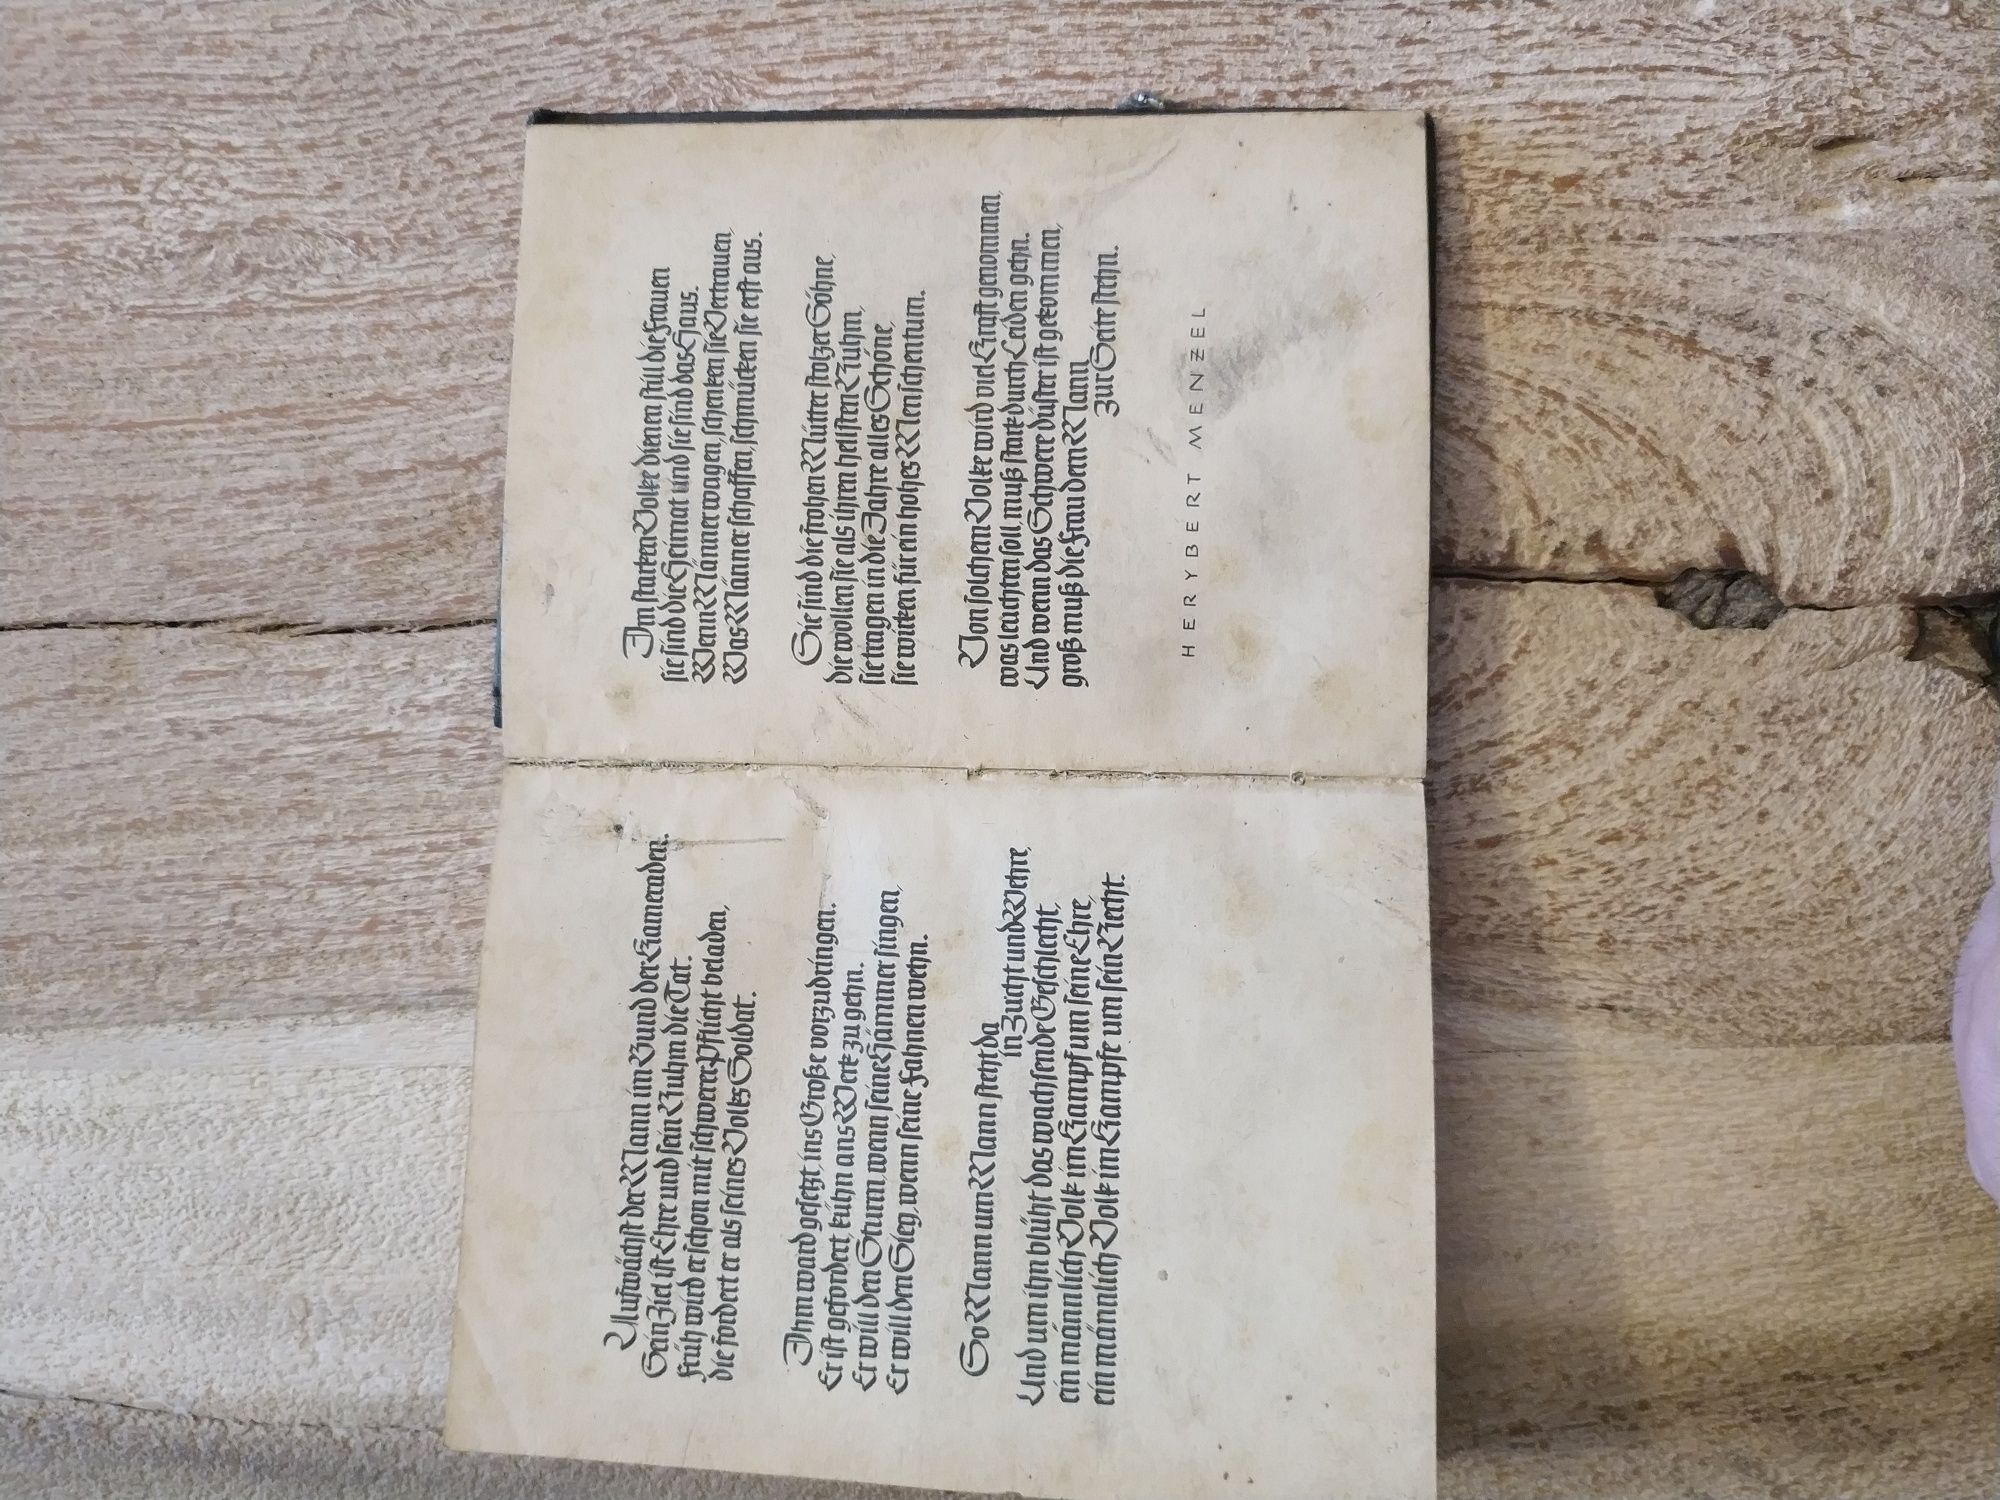 Aufwächst der Mann im Bund der Kameraden.
Sein Ziel ist Ehre und sein Ruhm die Tat.
Früh wird er schon mit schwerer Pflicht beladen,
die fordert er als seines Volks Soldat.
Ihm ward gesetzt, ins Große vorzudringen.
Er ist gefordert, kühn ans Werk zu gehn.
Er will den Sturm, wenn seine Hämmer singen,
Er will den Sieg, wenn seine Fahnen wehn.
So Mann um Mann steht da
in Zucht und Wehre,
Und um ihn blüht das wachsende Geschlecht,
ein männlich Volk im Kampf um seine Ehre,
ein männlich Volk im Kampfe um sein Recht.
Im starken Volke dienen still die Frauen
sie sind die Heimat und sie sind das Haus.
Wenn Männer wagen, schenken sie Vertrauen,
Was Männer schaffen, schmücken sie erst aus.
Sie sind die frohen Mütter stolzer Söhne,
die wollen sie als ihren hellsten Ruhm,
sie tragen in die Jahre alles Schöne,
sie wirken für ein hohes Menschentum.
Von solchem Volke wird viel Kraft genommen,
was leuchten soll, muß stark durch Leiden gehn.
Und wenn das Schwere düster ist gekommen,
groß muß die Frau dem Mann
zur Seite stehn.
HERYBERT MENZEL